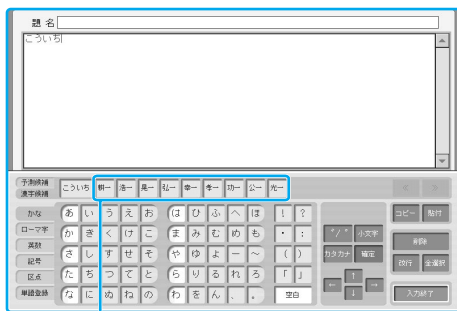 題 名
こういち
予測候補
漢字候補
こういち 耕一 浩一 晃一 弘一 幸一 孝一 功一 公一 光一
かな
ローマ字
英数
記号
区点
単語登録
あ い う え お は ひ ふ へ ほ ! ?
か き く け こ ま み む め も ・ :
さ し す せ そ や ゆ よ ー ～ ( )
た ち つ て と ら り る れ ろ 「 」
な に ぬ ね の わ を ん 、 。 空白
゛/゜ 小文字
カタカナ 確定
↑
← ↓ →
コピー 貼付
削除
改行 全選択
入力終了